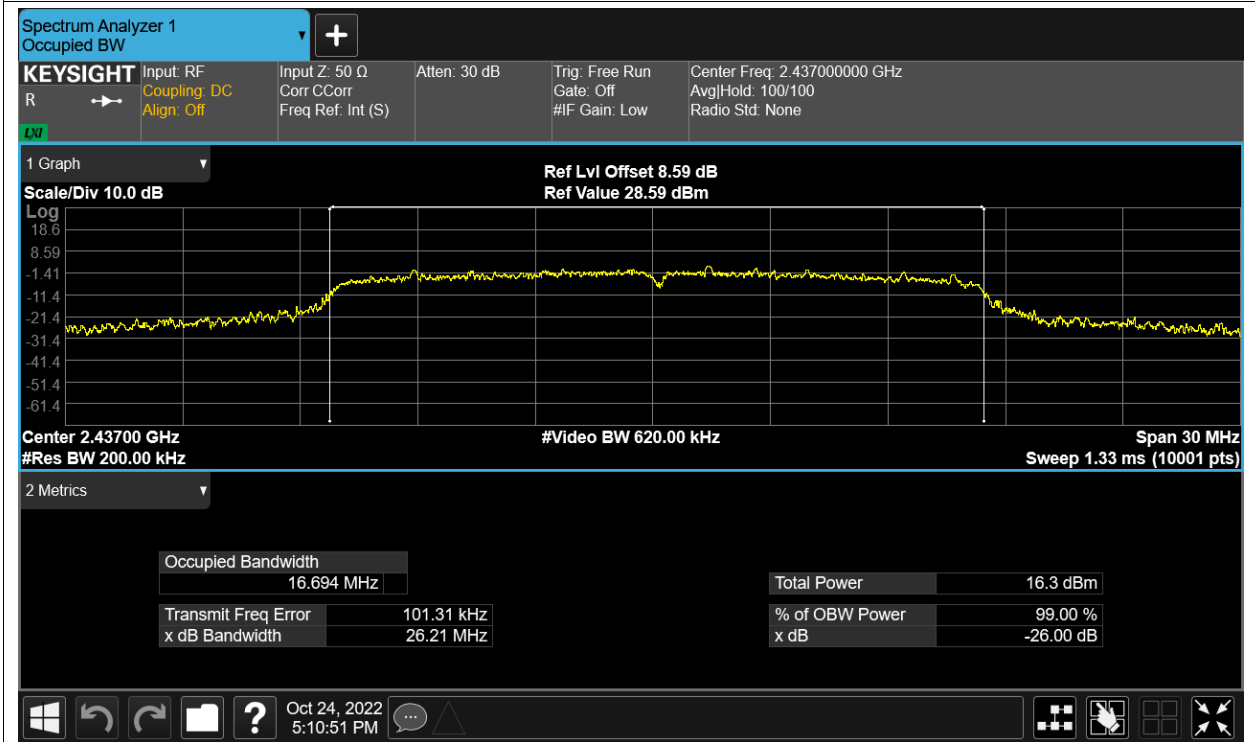 Spectrum Analyzer 1
Occupied BW
KEYSIGHT
R
LXI
Input: RF
Coupling: DC
Align: Off
Input Z: 50 Ω
Corr CCorr
Freq Ref: Int (S)
Atten: 30 dB
Trig: Free Run
Gate: Off
#IF Gain: Low
Center Freq: 2.437000000 GHz
Avg|Hold: 100/100
Radio Std: None
1 Graph
Scale/Div 10.0 dB
Ref Lvl Offset 8.59 dB
Ref Value 28.59 dBm
Log
18.6
8.59
-1.41
-11.4
-21.4
-31.4
-41.4
-51.4
-61.4
Center 2.43700 GHz
#Res BW 200.00 kHz
#Video BW 620.00 kHz
Span 30 MHz
Sweep 1.33 ms (10001 pts)
2 Metrics
Occupied Bandwidth
16.694 MHz
Transmit Freq Error 101.31 kHz
x dB Bandwidth 26.21 MHz
Total Power 16.3 dBm
% of OBW Power 99.00 %
x dB -26.00 dB
?
Oct 24, 2022
5:10:51 PM